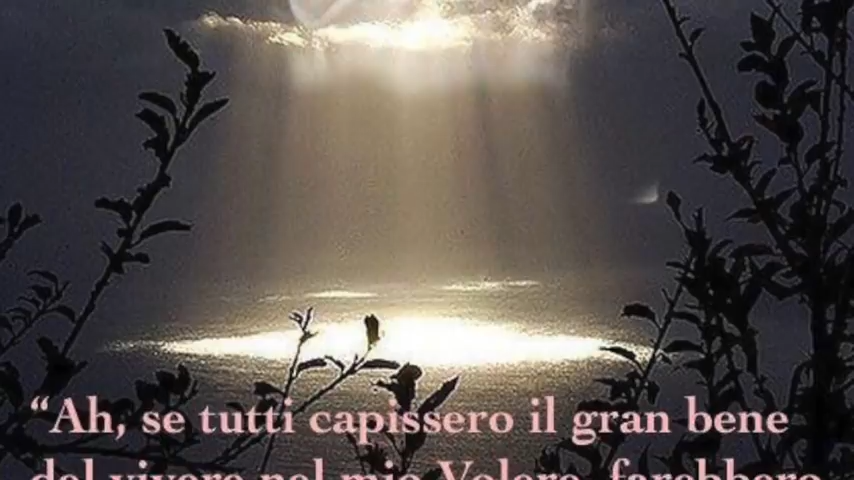 “Ah, se tutti capissero il gran bene
del vivere nel mio Volere, farebbero